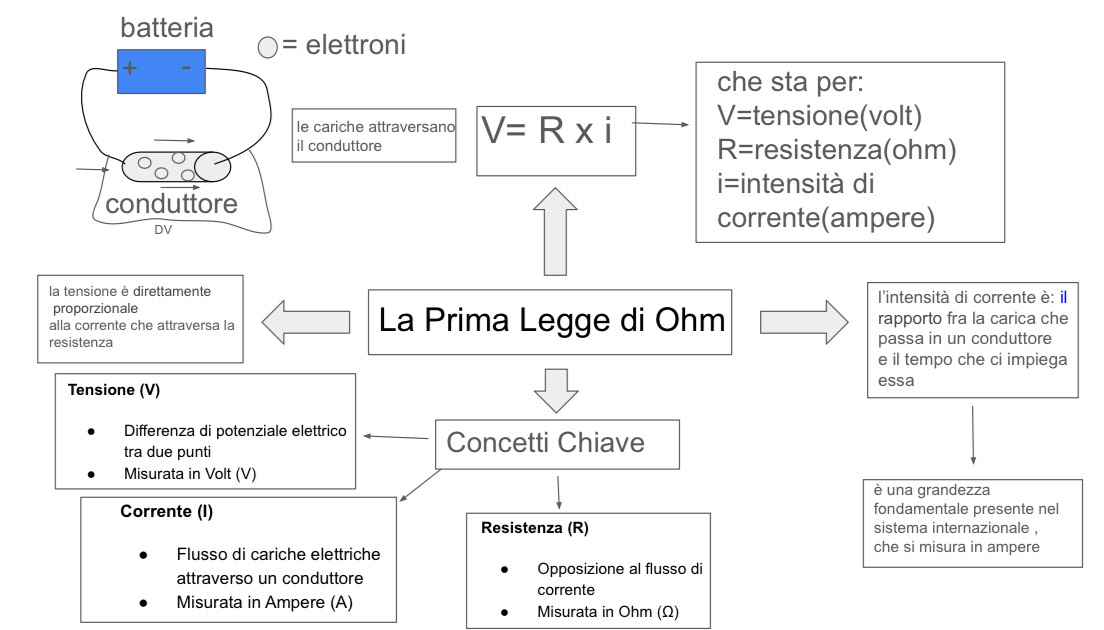 batteria
= elettroni
+ -
conduttore
DV
le cariche attraversano
il conduttore
V= R x i
che sta per:
V=tensione(volt)
R=resistenza(ohm)
i=intensità di
corrente(ampere)
la tensione è direttamente
proporzionale
alla corrente che attraversa la
resistenza
La Prima Legge di Ohm
l'intensità di corrente è: il
rapporto fra la carica che
passa in un conduttore
e il tempo che ci impiega
essa
Tensione (V)
● Differenza di potenziale elettrico
tra due punti
● Misurata in Volt (V)
Concetti Chiave
Corrente (I)
● Flusso di cariche elettriche
attraverso un conduttore
● Misurata in Ampere (A)
Resistenza (R)
● Opposizione al flusso di
corrente
● Misurata in Ohm (Ω)
è una grandezza
fondamentale presente nel
sistema internazionale ,
che si misura in ampere